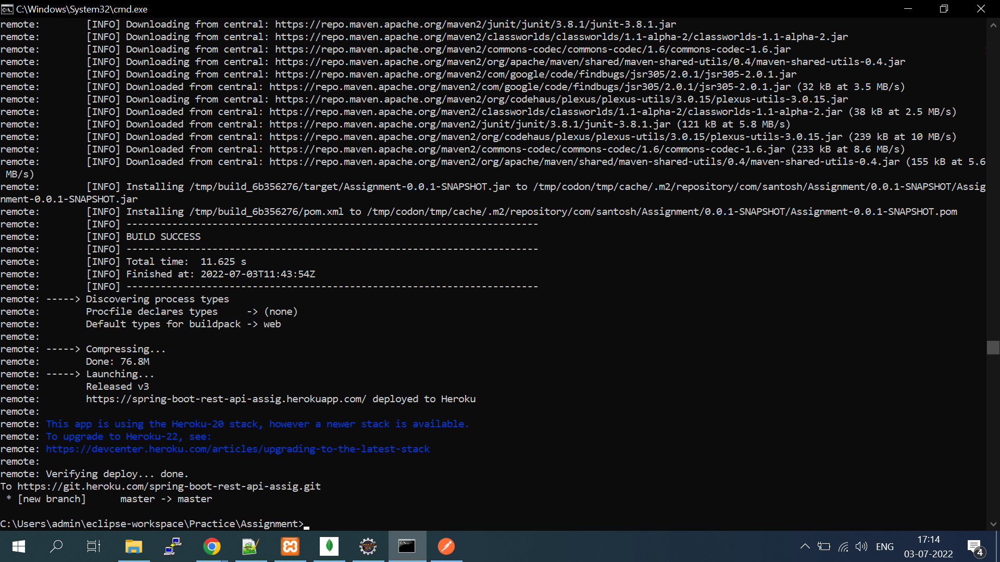 C:\Windows\System32\cmd.exe
remote:        [INFO] Downloading from central: https://repo.maven.apache.org/maven2/junit/junit/3.8.1/junit-3.8.1.jar
remote:        [INFO] Downloading from central: https://repo.maven.apache.org/maven2/classworlds/classworlds/1.1-alpha-2/classworlds-1.1-alpha-2.jar
remote:        [INFO] Downloading from central: https://repo.maven.apache.org/maven2/commons-codec/commons-codec/1.6/commons-codec-1.6.jar
remote:        [INFO] Downloading from central: https://repo.maven.apache.org/maven2/org/apache/maven/shared/maven-shared-utils/0.4/maven-shared-utils-0.4.jar
remote:        [INFO] Downloading from central: https://repo.maven.apache.org/maven2/com/google/code/findbugs/jsr305/2.0.1/jsr305-2.0.1.jar
remote:        [INFO] Downloaded from central: https://repo.maven.apache.org/maven2/com/google/code/findbugs/jsr305/2.0.1/jsr305-2.0.1.jar (32 kB at 3.5 MB/s)
remote:        [INFO] Downloading from central: https://repo.maven.apache.org/maven2/org/codehaus/plexus/plexus-utils/3.0.15/plexus-utils-3.0.15.jar
remote:        [INFO] Downloaded from central: https://repo.maven.apache.org/maven2/classworlds/classworlds/1.1-alpha-2/classworlds-1.1-alpha-2.jar (38 kB at 2.5 MB/s)
remote:        [INFO] Downloaded from central: https://repo.maven.apache.org/maven2/junit/junit/3.8.1/junit-3.8.1.jar (121 kB at 5.8 MB/s)
remote:        [INFO] Downloaded from central: https://repo.maven.apache.org/maven2/org/codehaus/plexus/plexus-utils/3.0.15/plexus-utils-3.0.15.jar (239 kB at 10 MB/s)
remote:        [INFO] Downloaded from central: https://repo.maven.apache.org/maven2/commons-codec/commons-codec/1.6/commons-codec-1.6.jar (233 kB at 8.6 MB/s)
remote:        [INFO] Downloaded from central: https://repo.maven.apache.org/maven2/org/apache/maven/shared/maven-shared-utils/0.4/maven-shared-utils-0.4.jar (155 kB at 5.6
 MB/s)
remote:        [INFO] Installing /tmp/build_6b356276/target/Assignment-0.0.1-SNAPSHOT.jar to /tmp/codon/tmp/cache/.m2/repository/com/santosh/Assignment/0.0.1-SNAPSHOT/Assig
nment-0.0.1-SNAPSHOT.jar
remote:        [INFO] Installing /tmp/build_6b356276/pom.xml to /tmp/codon/tmp/cache/.m2/repository/com/santosh/Assignment/0.0.1-SNAPSHOT/Assignment-0.0.1-SNAPSHOT.pom
remote:        [INFO] ------------------------------------------------------------------------
remote:        [INFO] BUILD SUCCESS
remote:        [INFO] ------------------------------------------------------------------------
remote:        [INFO] Total time:  11.625 s
remote:        [INFO] Finished at: 2022-07-03T11:43:54Z
remote:        [INFO] ------------------------------------------------------------------------
remote: -----> Discovering process types
remote:        Procfile declares types     -> (none)
remote:        Default types for buildpack -> web
remote:
remote: -----> Compressing...
remote:        Done: 76.8M
remote: -----> Launching...
remote:        Released v3
remote:        https://spring-boot-rest-api-assig.herokuapp.com/ deployed to Heroku
remote:
remote: This app is using the Heroku-20 stack, however a newer stack is available.
remote: To upgrade to Heroku-22, see:
remote: https://devcenter.heroku.com/articles/upgrading-to-the-latest-stack
remote:
remote: Verifying deploy... done.
To https://git.heroku.com/spring-boot-rest-api-assig.git
 * [new branch]      master -> master
C:\Users\admin\eclipse-workspace\Practice\Assignment>
ENG
17:14
03-07-2022
4